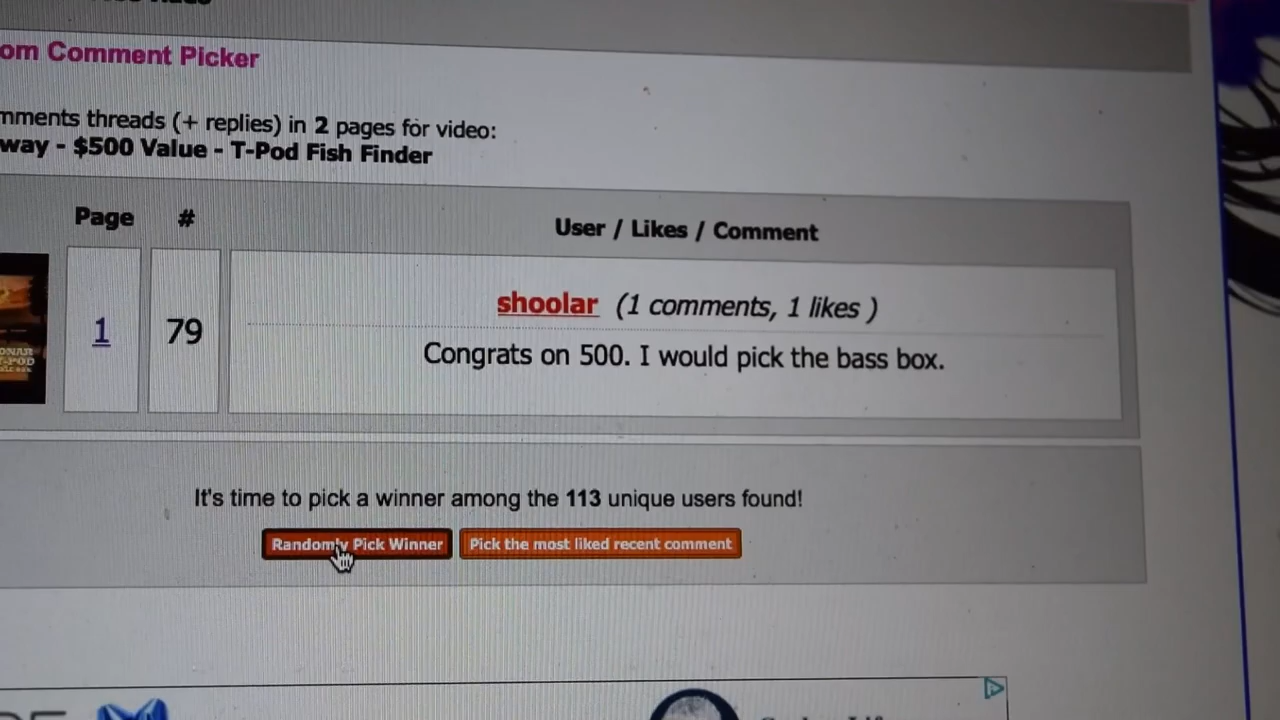 om Comment Picker
mments threads (+ replies) in 2 pages for video:
way - $500 Value - T-Pod Fish Finder
Page # User / Likes / Comment
1 79 shoolar (1 comments, 1 likes )
Congrats on 500. I would pick the bass box.
It's time to pick a winner among the 113 unique users found!
Randomly Pick Winner Pick the most liked recent comment